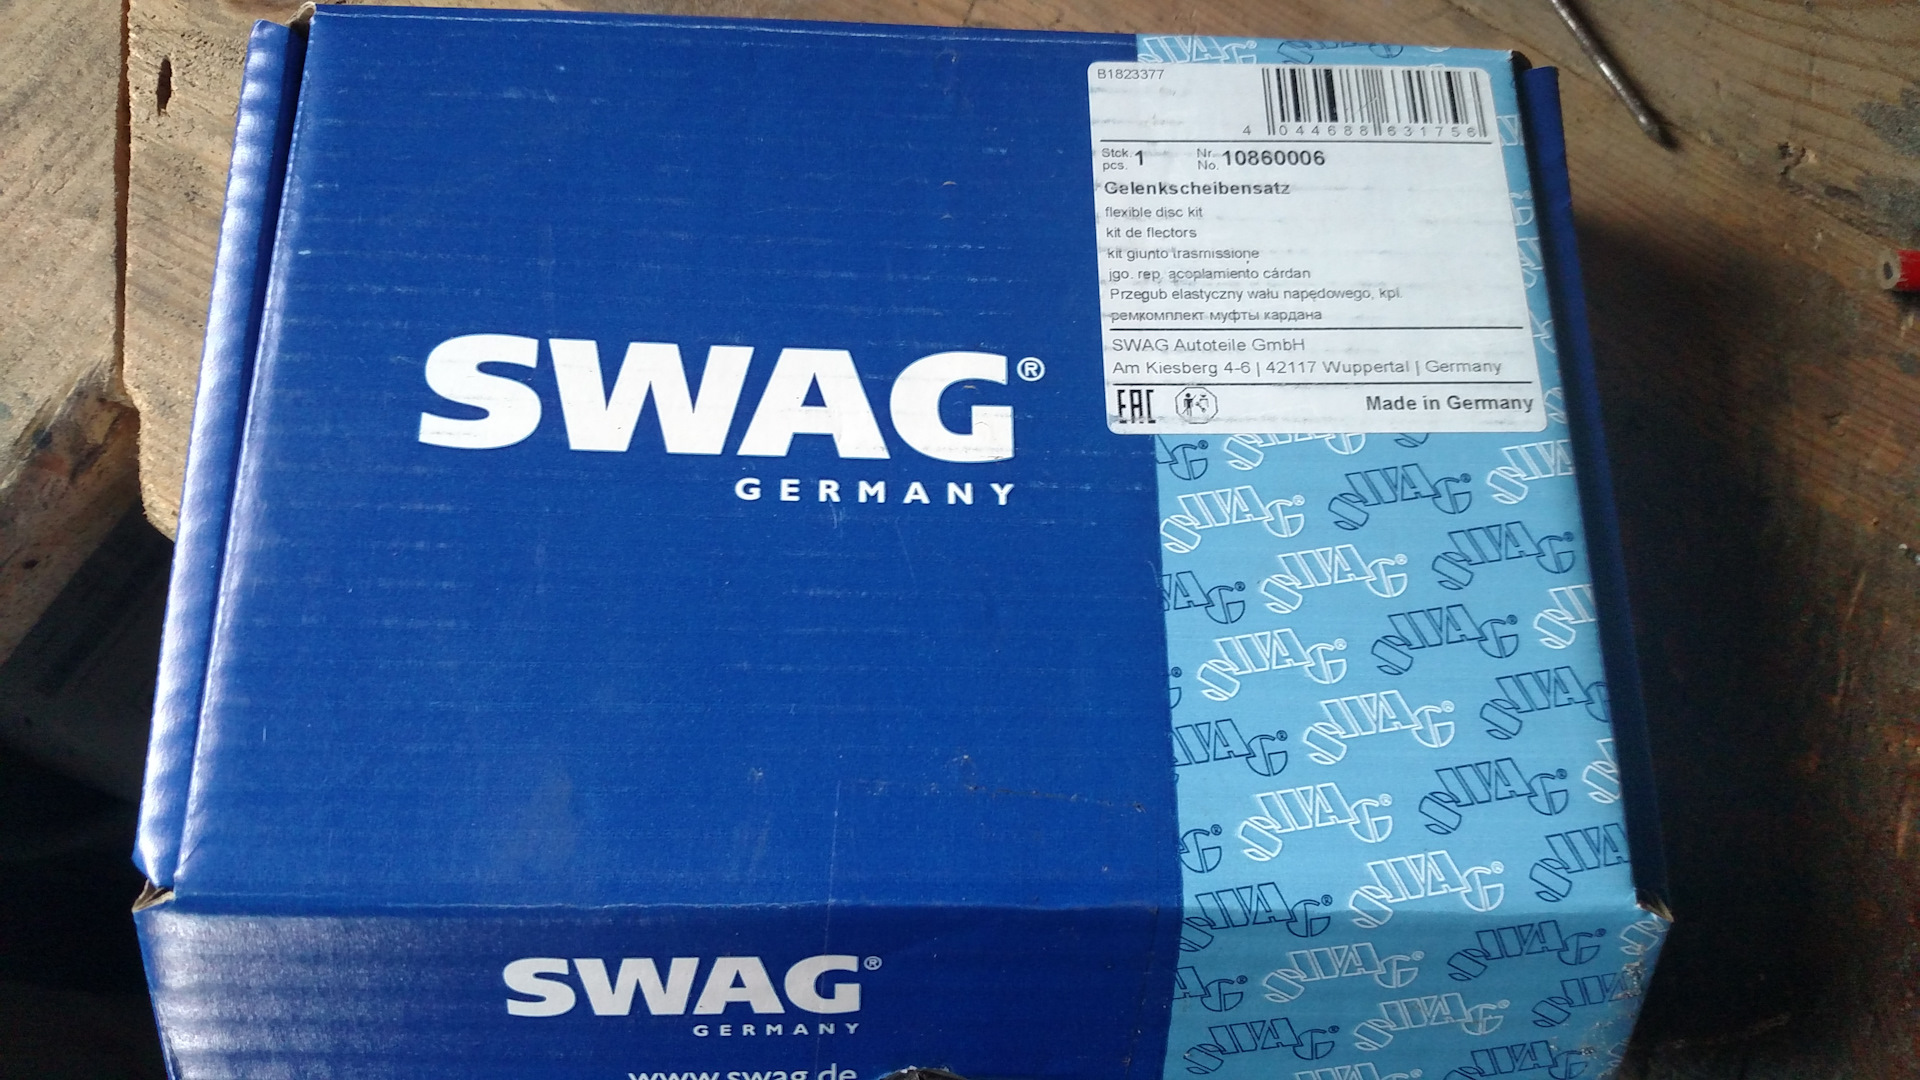 B1823377
4 044688 631756
Stck. pcs. 1 Nr. No. 10860006
Gelenkscheibensatz
flexible disc kit
kit de flectors
kit giunto trasmissione
jgo. rep. acoplamiento cárdan
Przegub elastyczny wału napędowego, kpl.
ремкомплект муфты кардана
SWAG Autoteile GmbH
Am Kiesberg 4-6 | 42117 Wuppertal | Germany
EAC
Made in Germany
SWAG®
GERMANY
SWAG®
GERMANY
www.swag.de